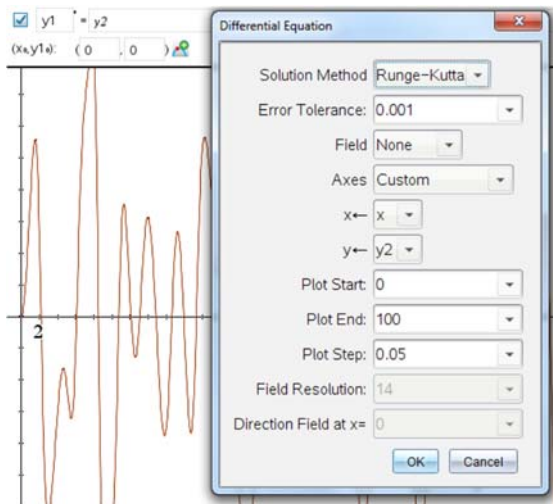 y1 ' = y2
(x₀,y1₀): ( 0 , 0 )
2
Differential Equation
Solution Method Runge-Kutta
Error Tolerance: 0.001
Field None
Axes Custom
x← x
y← y2
Plot Start: 0
Plot End: 100
Plot Step: 0.05
Field Resolution: 14
Direction Field at x= 0
OK Cancel